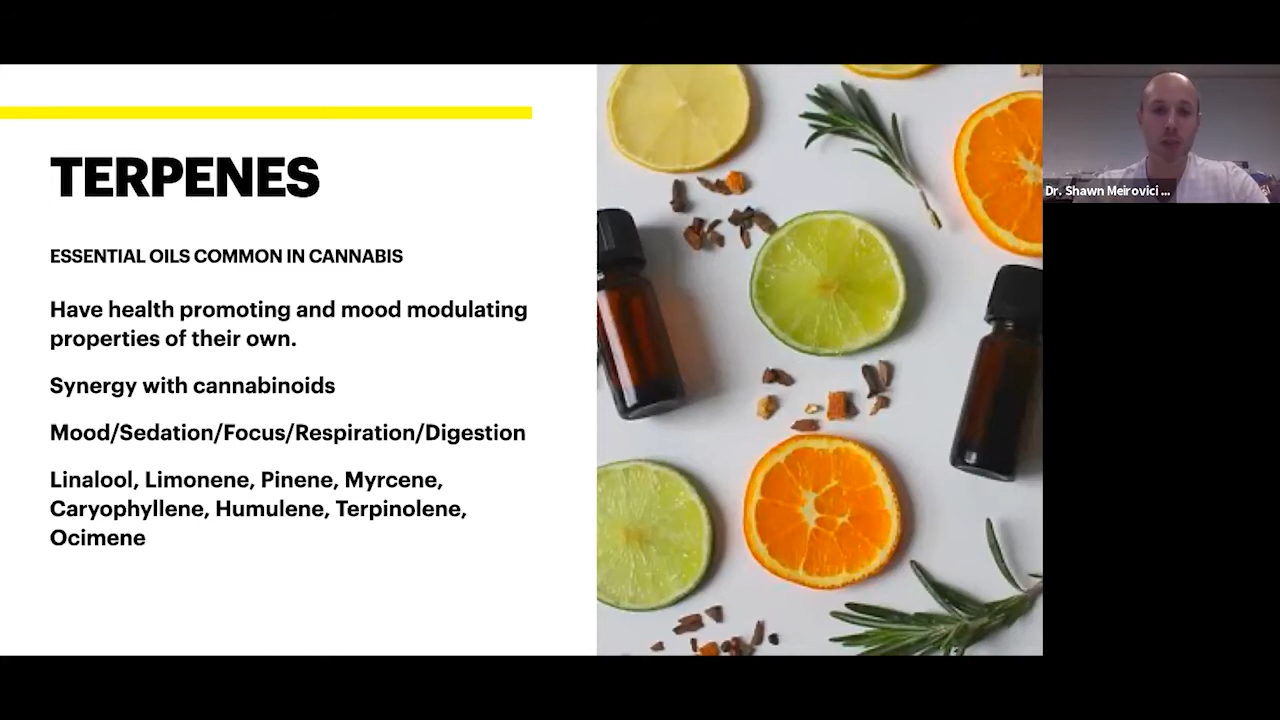 TERPENES
ESSENTIAL OILS COMMON IN CANNABIS
Have health promoting and mood modulating
properties of their own.
Synergy with cannabinoids
Mood/Sedation/Focus/Respiration/Digestion
Linalool, Limonene, Pinene, Myrcene,
Caryophyllene, Humulene, Terpinolene,
Ocimene
Dr. Shawn Meirovici ...